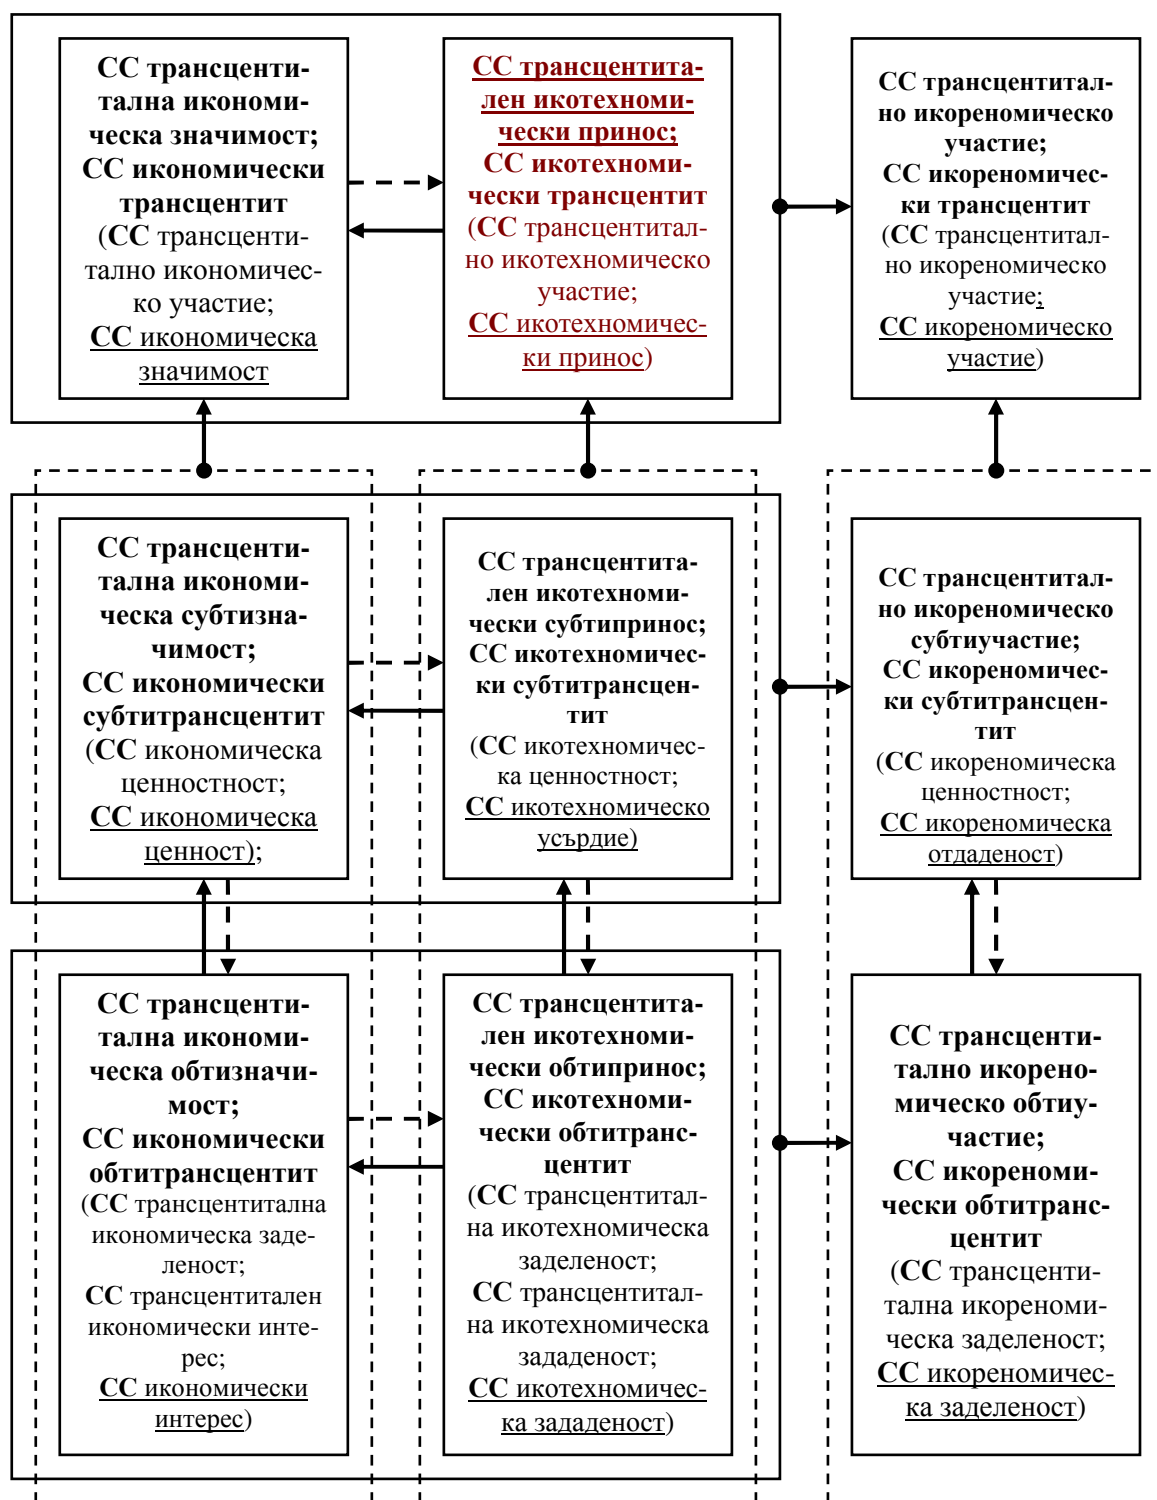 СС трансценти-
тална икономи-
ческа значимост;
СС икономически
трансцентит
(СС трансценти-
тално икономичес-
ко участие;
СС икономическа
значимост
СС трансцентита-
лен икотехноми-
чески принос;
СС икотехноми-
чески трансцентит
(СС трансцентитал-
но икотехномическо
участие;
СС икотехномичес-
ки принос)
СС трансцентитал-
но икореномическо
участие;
СС икореномичес-
ки трансцентит
(СС трансцентитал-
но икореномическо
участие;
СС икореномическо
участие)
СС трансценти-
тална икономи-
ческа субтизна-
чимост;
СС икономически
субтитрансцентит
(СС икономическа
ценностност;
СС икономическа
ценност);
СС трансцентита-
лен икотехноми-
чески субтипринос;
СС икотехномичес-
ки субтитрансцен-
тит
(СС икотехномичес-
ка ценностност;
СС икотехномическо
усърдие)
СС трансцентитал-
но икореномическо
субтиучастие;
СС икореномичес-
ки субтитрансцен-
тит
(СС икореномическа
ценностност;
СС икореномическа
отдаденост)
СС трансценти-
тална икономи-
ческа обтизначи-
мост;
СС икономически
обтитрансцентит
(СС трансцентитална
икономическа заде-
леност;
СС трансцентитален
икономически инте-
рес;
СС икономически
интерес)
СС трансцентита-
лен икотехноми-
чески обтипринос;
СС икотехноми-
чески обтитранс-
центит
(СС трансцентитал-
на икотехномическа
заделеност;
СС трансцентитал-
на икотехномическа
зададеност;
СС икотехномичес-
ка зададеност)
СС трансценти-
тално икорено-
мическо обтиу-
частие;
СС икореноми-
чески обтитранс-
центит
(СС трансценти-
тална икореноми-
ческа заделеност;
СС икореномичес-
ка заделеност)